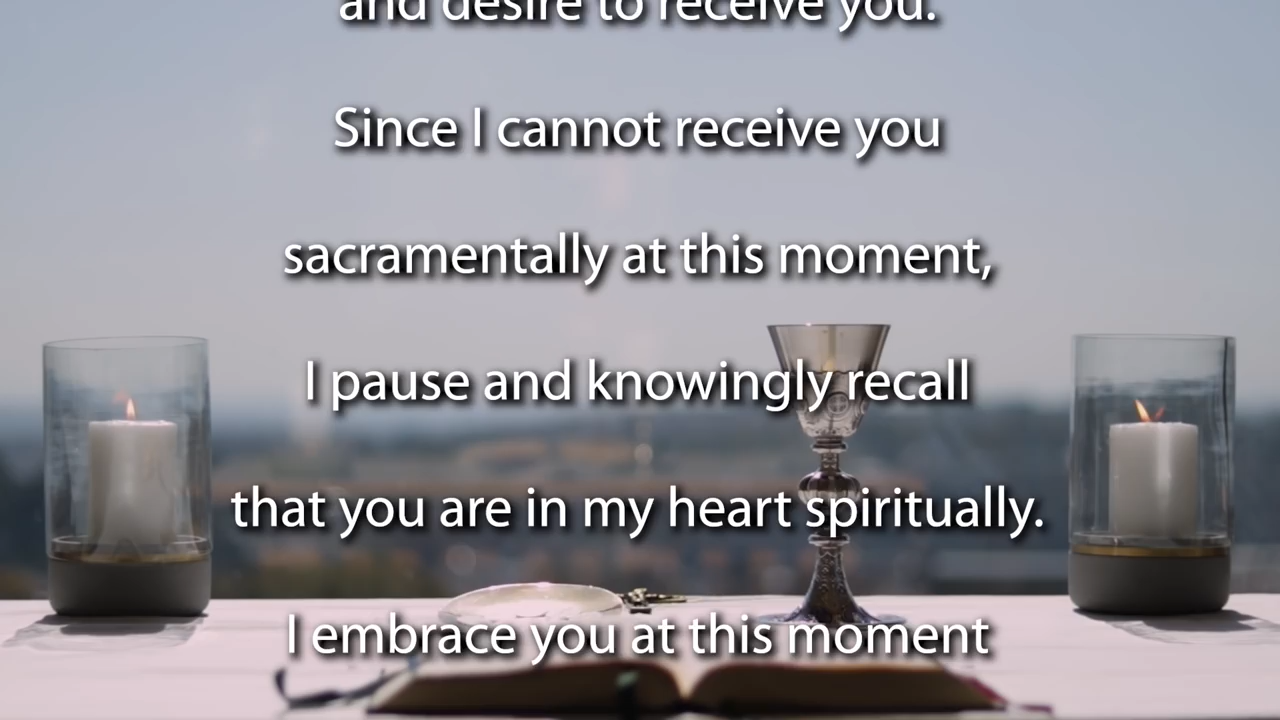 and desire to receive you.
Since I cannot receive you
sacramentally at this moment,
I pause and knowingly recall
that you are in my heart spiritually.
I embrace you at this moment